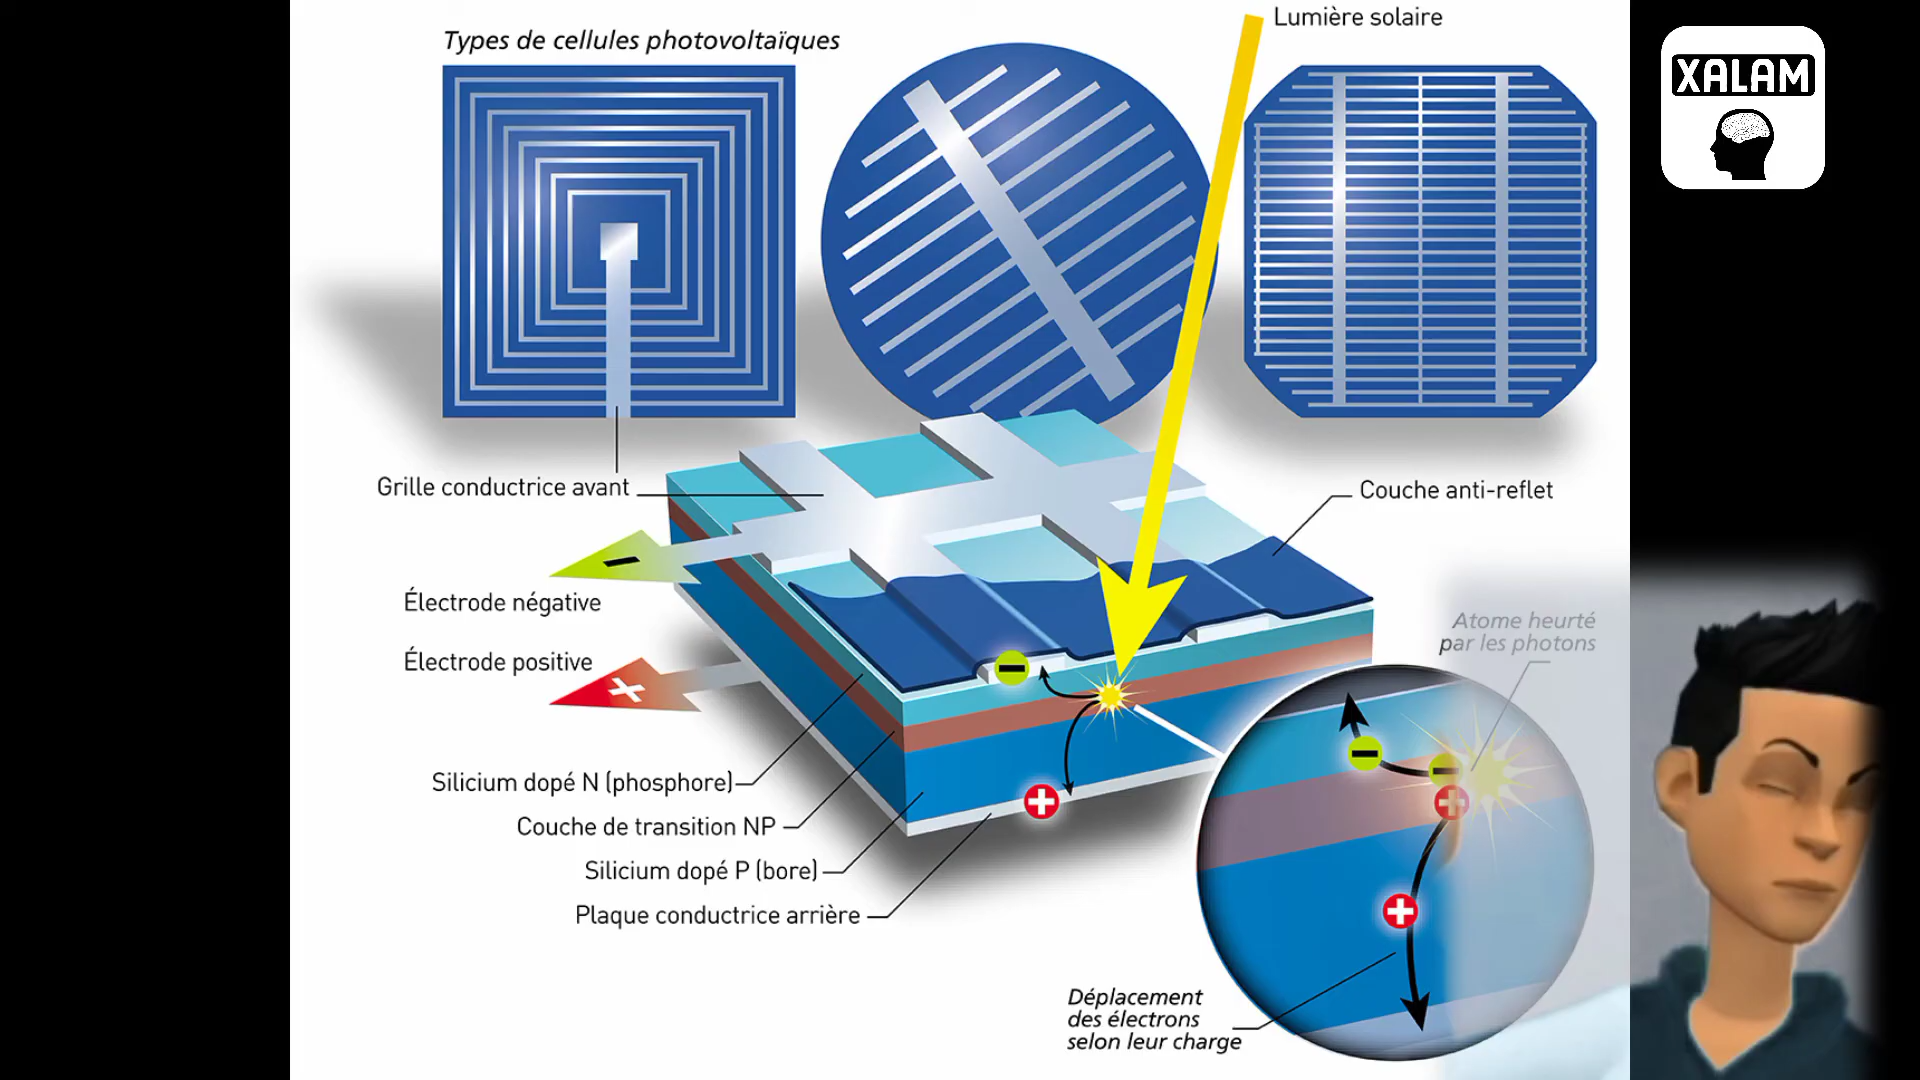 Lumière solaire
Types de cellules photovoltaïques
XALAM
Grille conductrice avant
Couche anti-reflet
Électrode négative
Électrode positive
Atome heurté
par les photons
Silicium dopé N (phosphore)
Couche de transition NP
Silicium dopé P (bore)
Plaque conductrice arrière
Déplacement
des électrons
selon leur charge